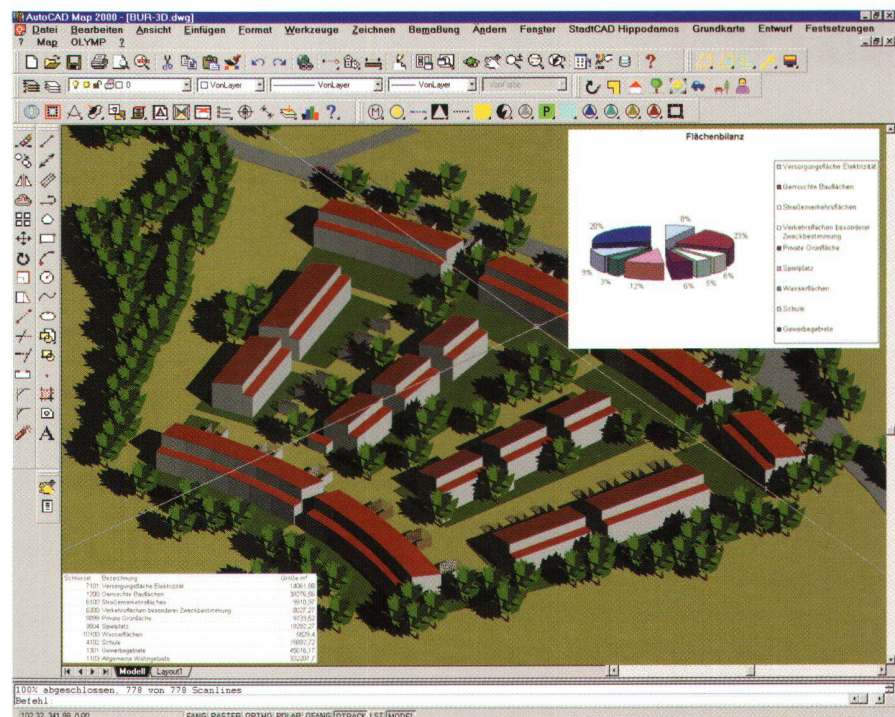 AutoCAD Map 2000 - [BUR-3D.dwg]
Datei Bearbeiten Ansicht Einfügen Format Werkzeuge Zeichnen Bemaßung Ändern Fenster StadtCAD Hippodamos Grundkarte Entwurf Festsetzungen
? Map OLYMP ?
0 VonLayer VonLayer VonLayer VonFarbe
Flächenbilanz
Versorgungsfläche Elektrizität
Gemischte Bauflächen
Straßenverkehrsflächen
Verkehrsflächen besonderer
Zweckbestimmung
Private Grünfläche
Spielplatz
Wasserflächen
Schule
Gewerbegebiete
28% 8% 23%
9% 3% 12% 6% 5% 6%
Schlüssel Bezeichnung Größe m²
7101 Versorgungsfläche Elektrizität
1200 Gemischte Bauflächen
6100 Straßenverkehrsflächen
6300 Verkehrsflächen besonderer Zweckbestimmung
Private Grünfläche
Spielplatz
10100 Wasserflächen
4102 Schule
1301 Gewerbegebiete
1103 Allgemeine Wohngebiete
Modell Layout1
100% abgeschlossen, 778 von 778 Scanlines
Befehl:
FANG RASTER ORTHO POLAR OFANG OTRACK LST MODEL